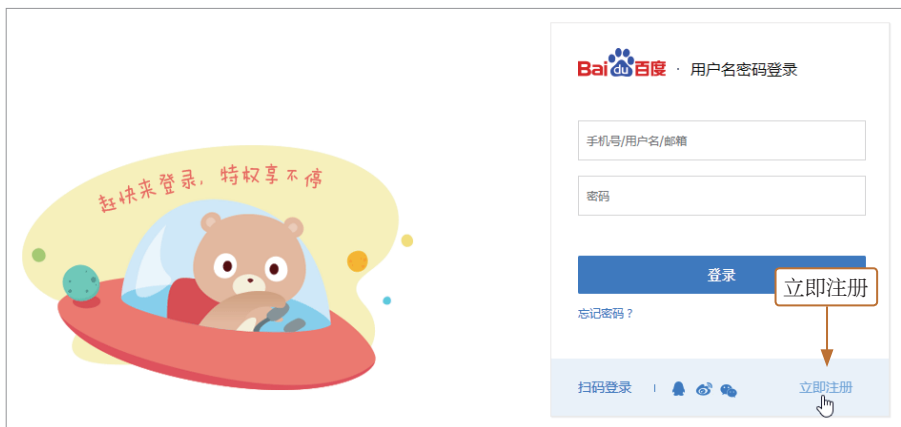 Bai du 百度 · 用户名密码登录
手机号/用户名/邮箱
密码
赶快来登录，特权享不停
登录
立即注册
忘记密码？
扫码登录
立即注册